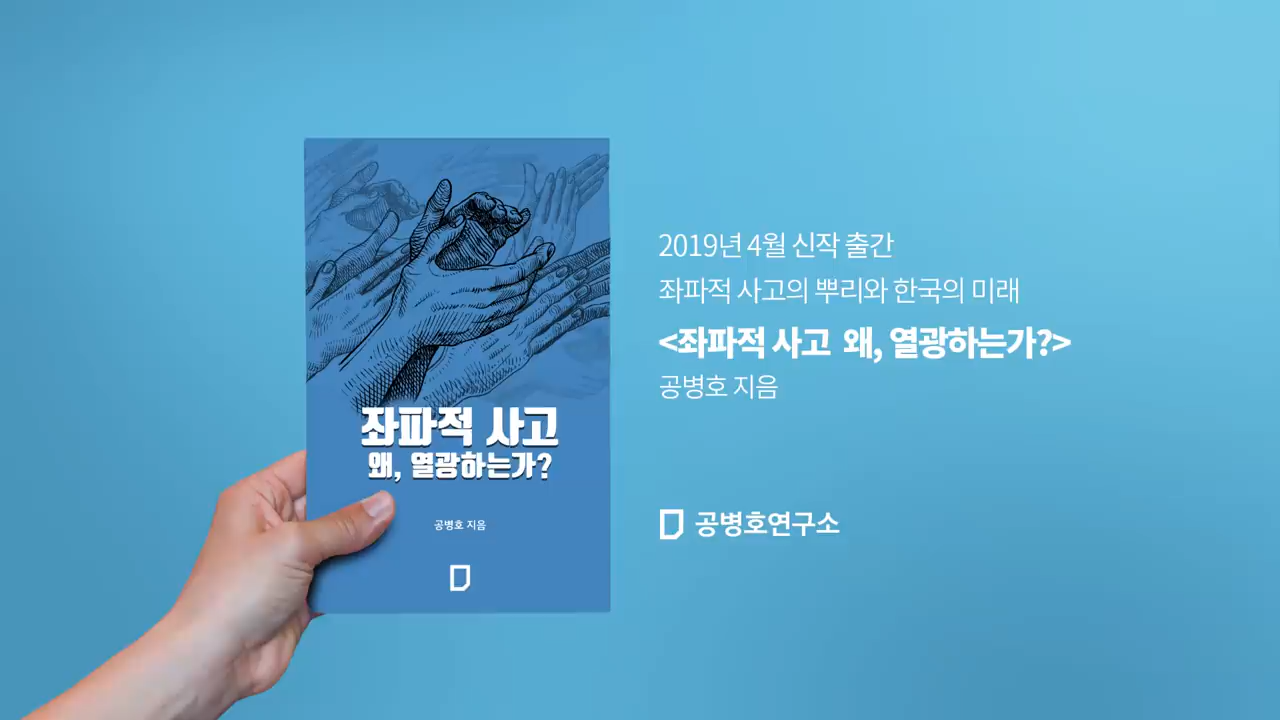 좌파적 사고
왜, 열광하는가?
공병호 지음
2019년 4월 신작 출간
좌파적 사고의 뿌리와 한국의 미래
<좌파적 사고 왜, 열광하는가?>
공병호 지음
공병호연구소